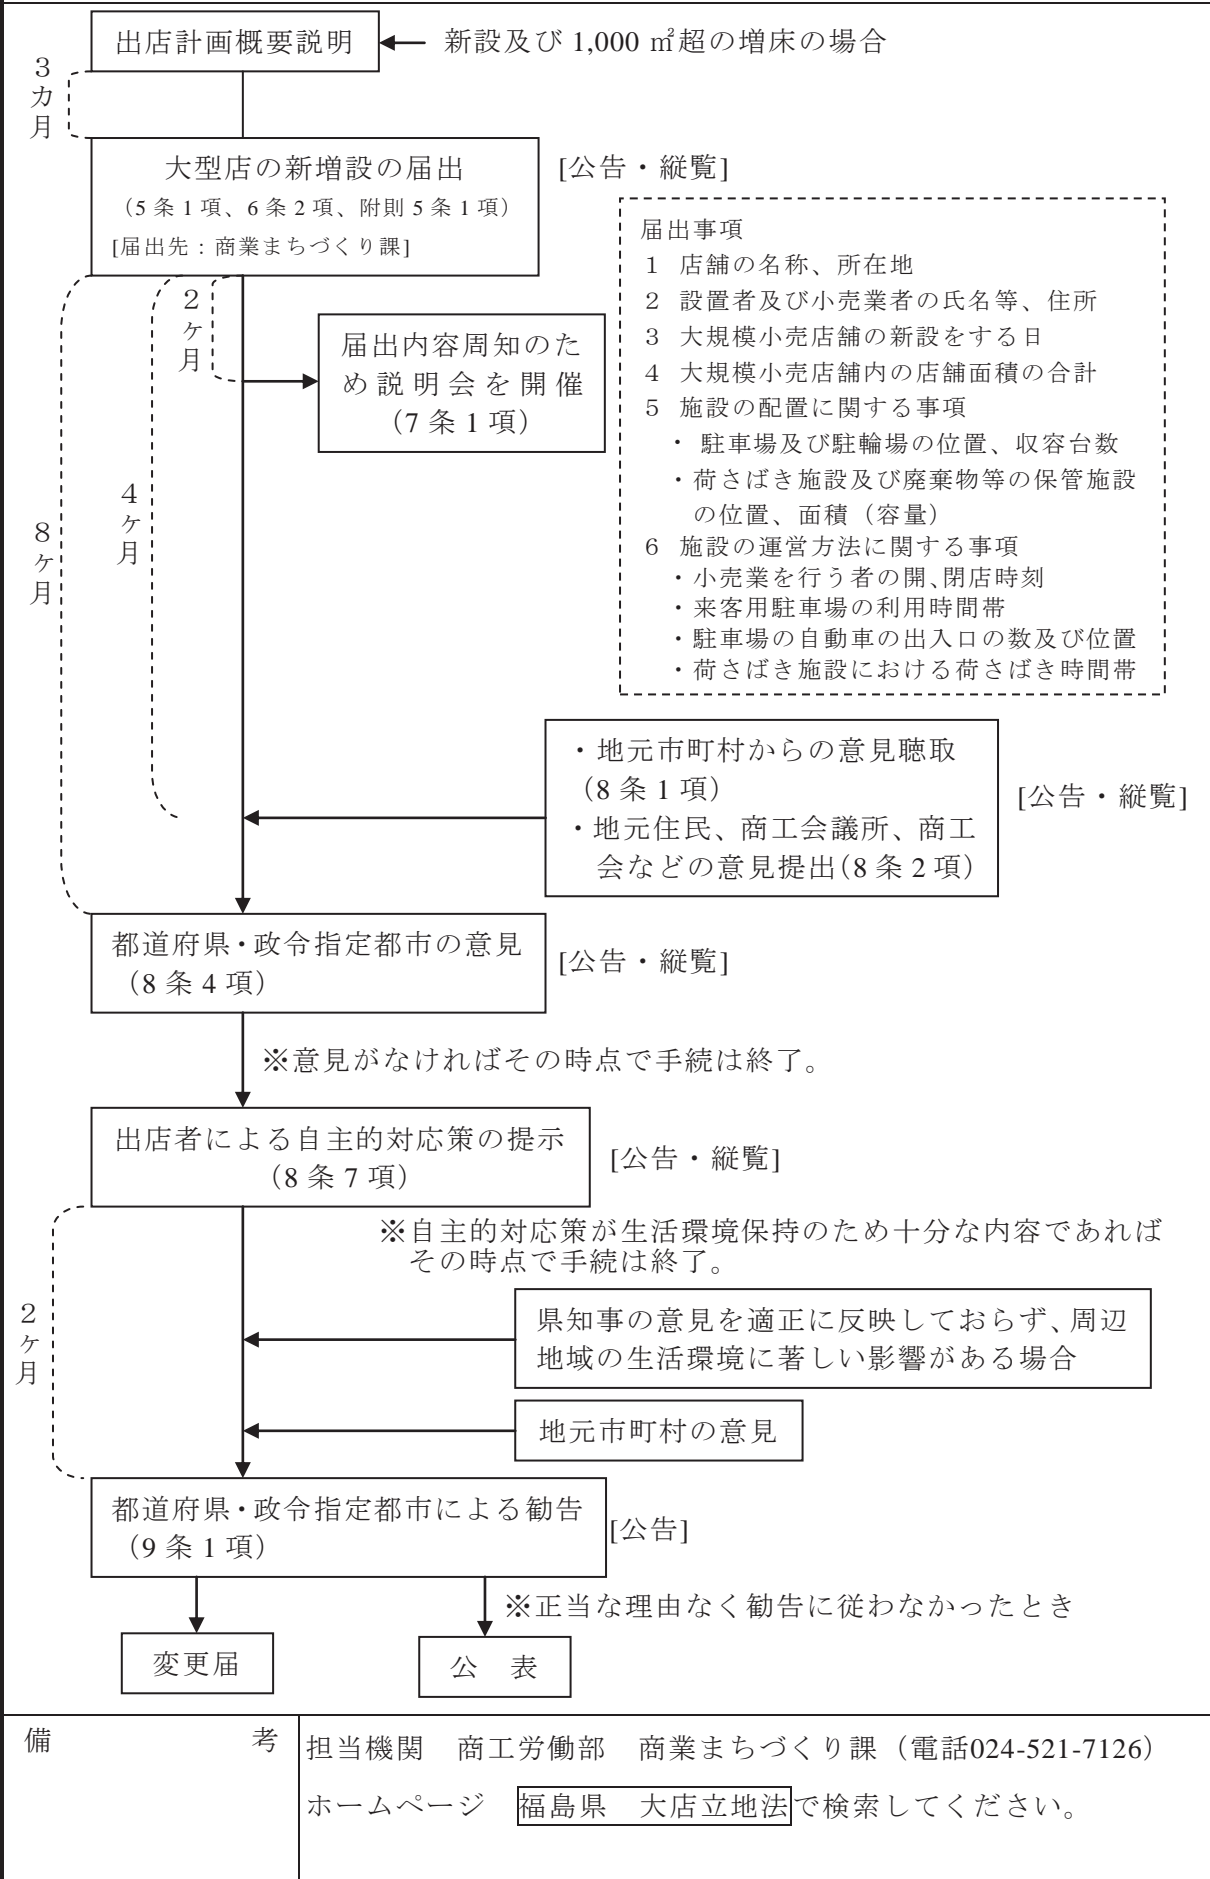 出店計画概要説明
新設及び 1,000 ㎡超の増床の場合
3カ月
大型店の新増設の届出
（5 条 1 項、6 条 2 項、附則 5 条 1 項）
[届出先：商業まちづくり課]
[公告・縦覧]
届出事項
1 店舗の名称、所在地
2 設置者及び小売業者の氏名等、住所
3 大規模小売店舗の新設をする日
4 大規模小売店舗内の店舗面積の合計
5 施設の配置に関する事項
・ 駐車場及び駐輪場の位置、収容台数
・荷さばき施設及び廃棄物等の保管施設
の位置、面積（容量）
6 施設の運営方法に関する事項
・小売業を行う者の開、閉店時刻
・来客用駐車場の利用時間帯
・駐車場の自動車の出入口の数及び位置
・荷さばき施設における荷さばき時間帯
2ヶ月
届出内容周知のた
め説明会を開催
（7 条 1 項）
4ヶ月
8ヶ月
・地元市町村からの意見聴取
（8 条 1 項）
・地元住民、商工会議所、商工
会などの意見提出（8 条 2 項）
[公告・縦覧]
都道府県・政令指定都市の意見
（8 条 4 項）
[公告・縦覧]
※意見がなければその時点で手続は終了。
出店者による自主的対応策の提示
（8 条 7 項）
[公告・縦覧]
※自主的対応策が生活環境保持のため十分な内容であれば
その時点で手続は終了。
2ヶ月
県知事の意見を適正に反映しておらず、周辺
地域の生活環境に著しい影響がある場合
地元市町村の意見
都道府県・政令指定都市による勧告
（9 条 1 項）
[公告]
※正当な理由なく勧告に従わなかったとき
変更届
公 表
備 考
担当機関 商工労働部 商業まちづくり課（電話024-521-7126）
ホームページ 福島県 大店立地法で検索してください。